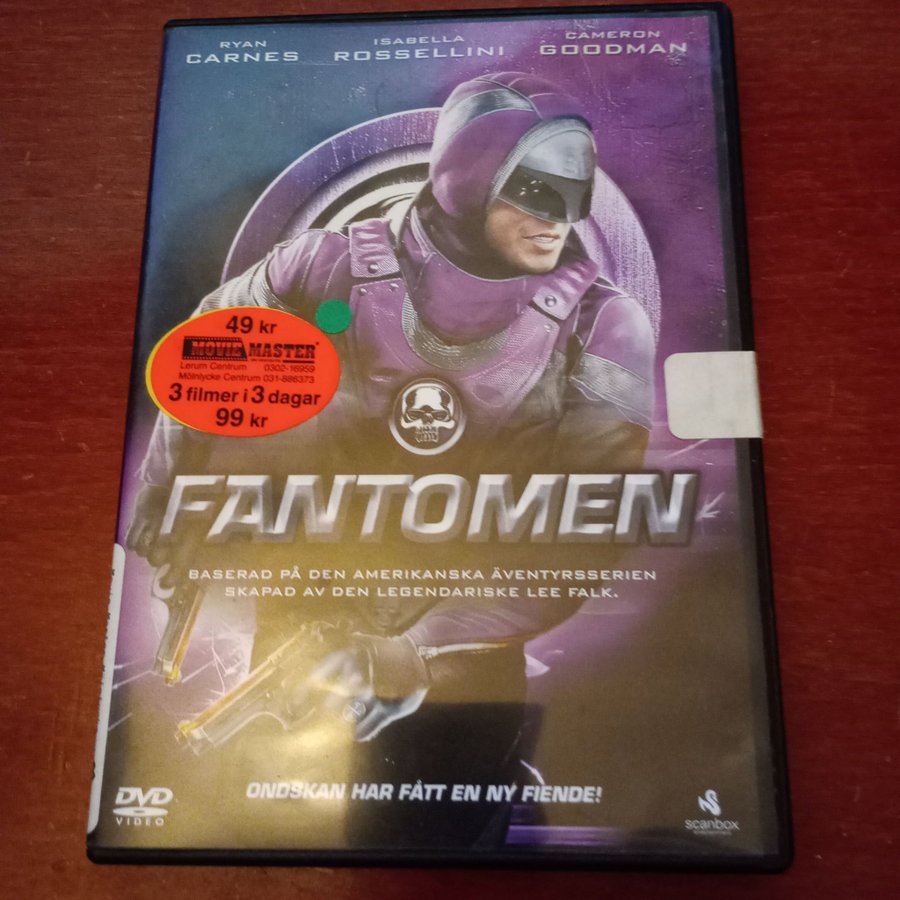 RYAN
CARNES
ISABELLA
ROSSELLINI
CAMERON
GOODMAN
49 kr
MOVIE MASTER
Lerum Centrum 0302-16959
Mölnlycke Centrum 031-886373
3 filmer i 3 dagar
99 kr
FANTOMEN
BASERAD PÅ DEN AMERIKANSKA ÄVENTYRSSERIEN
SKAPAD AV DEN LEGENDARISKE LEE FALK.
ONDSKAN HAR FÅTT EN NY FIENDE!
DVD
VIDEO
scanbox